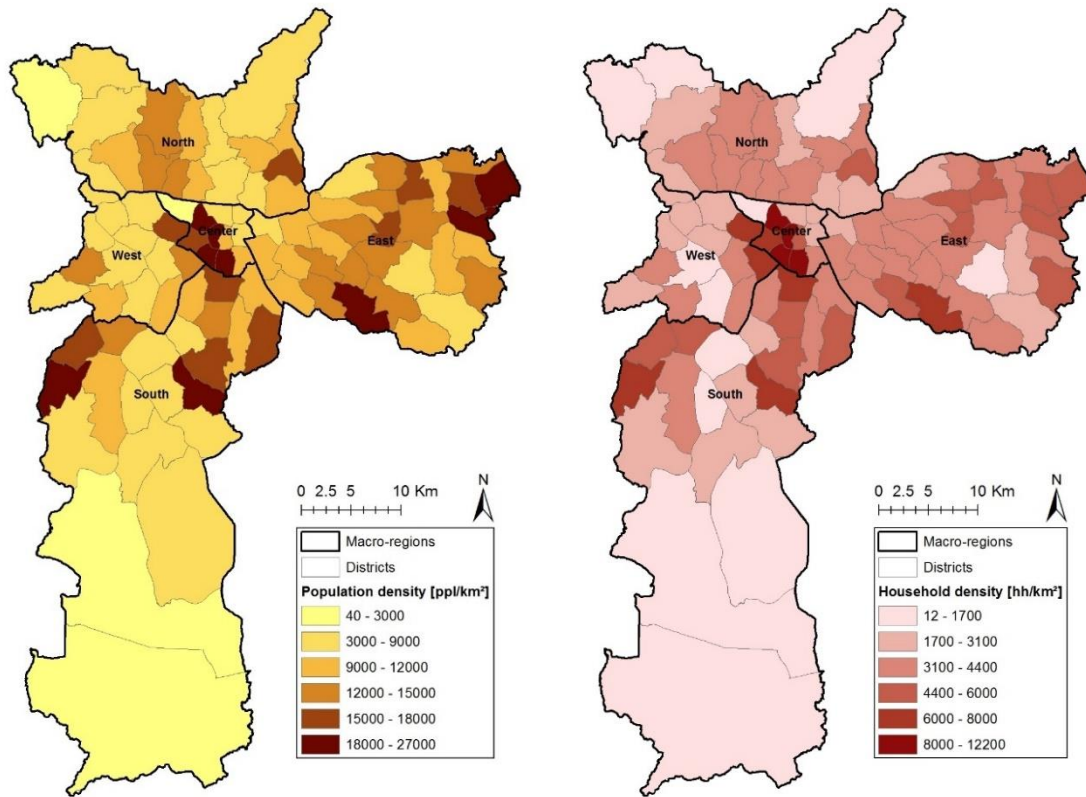 North
Center
East
West
South
N
0 2.5 5 10 Km
Macro-regions
Districts
Population density [ppl/km²]
40 - 3000
3000 - 9000
9000 - 12000
12000 - 15000
15000 - 18000
18000 - 27000
North
Center
East
West
South
N
0 2.5 5 10 Km
Macro-regions
Districts
Household density [hh/km²]
12 - 1700
1700 - 3100
3100 - 4400
4400 - 6000
6000 - 8000
8000 - 12200